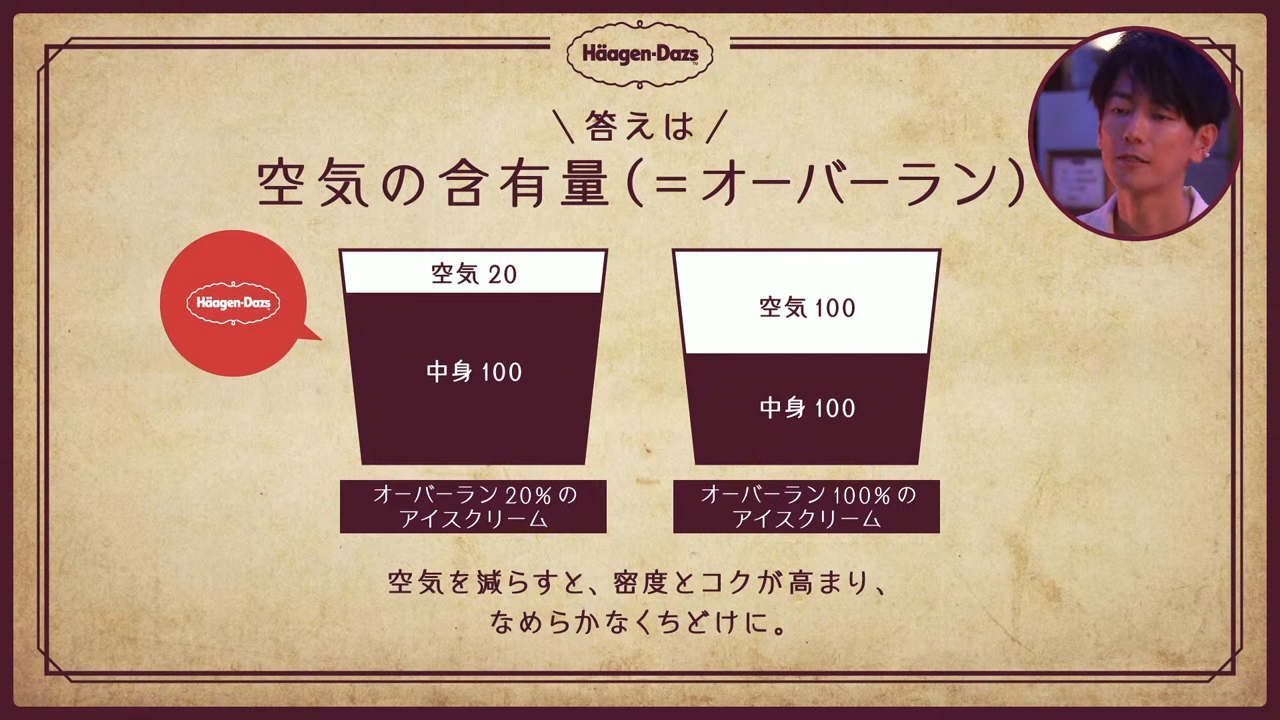 Häagen-Dazs
TM
\答えは/
空気の含有量(=オーバーラン)
Häagen-Dazs
空気 20
中身 100
オーバーラン 20% の
アイスクリーム
空気 100
中身 100
オーバーラン 100% の
アイスクリーム
空気を減らすと、密度とコクが高まり、
なめらかなくちどけに。